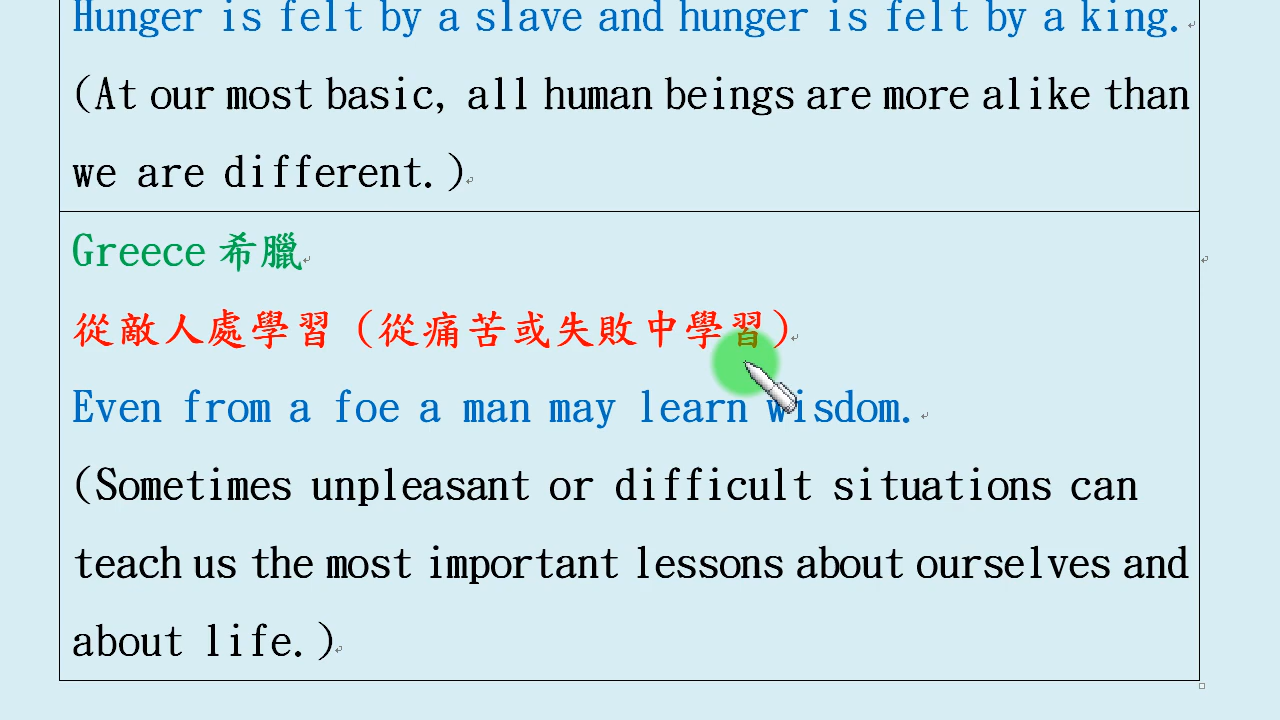 Hunger is felt by a slave and hunger is felt by a king.
(At our most basic, all human beings are more alike than
we are different.)
Greece 希臘
從敵人處學習 (從痛苦或失敗中學習)
Even from a foe a man may learn wisdom.
(Sometimes unpleasant or difficult situations can
teach us the most important lessons about ourselves and
about life.)